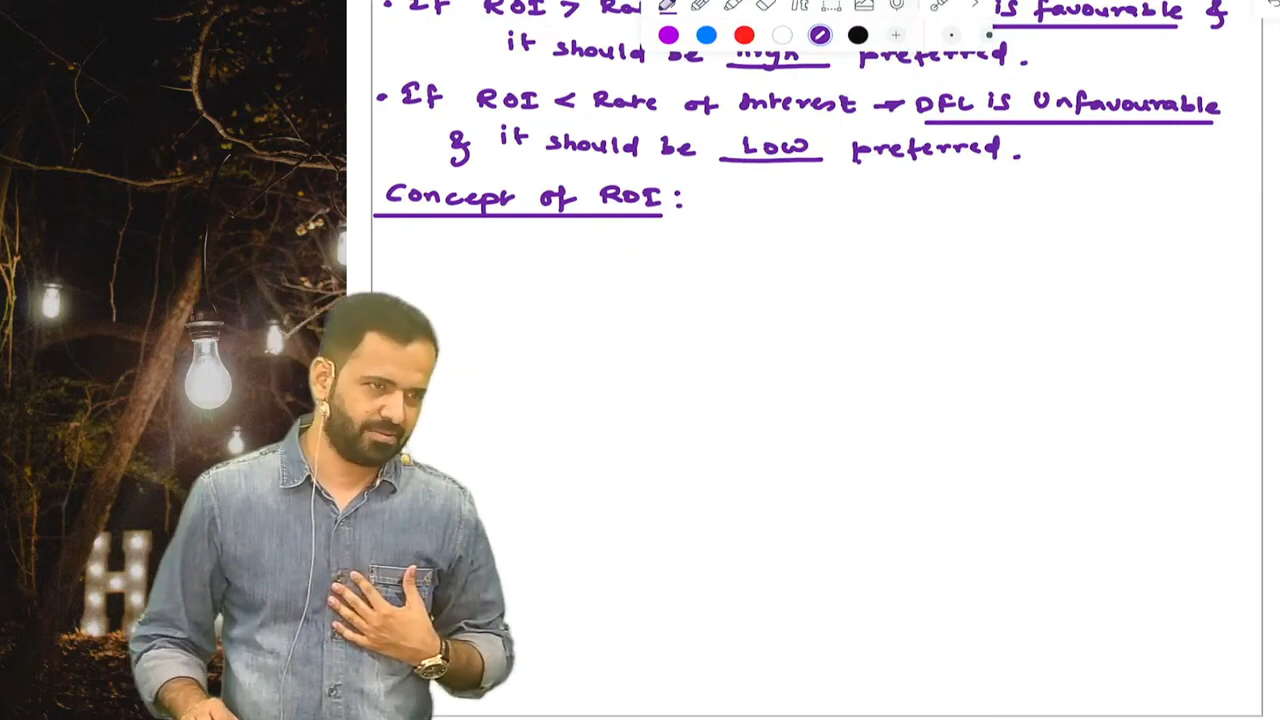 • If ROI > is favourable &
it should be High preferred.
• If ROI < Rate of Interest → DFL is Unfavourable
& it should be Low preferred.
Concept of ROI :
H